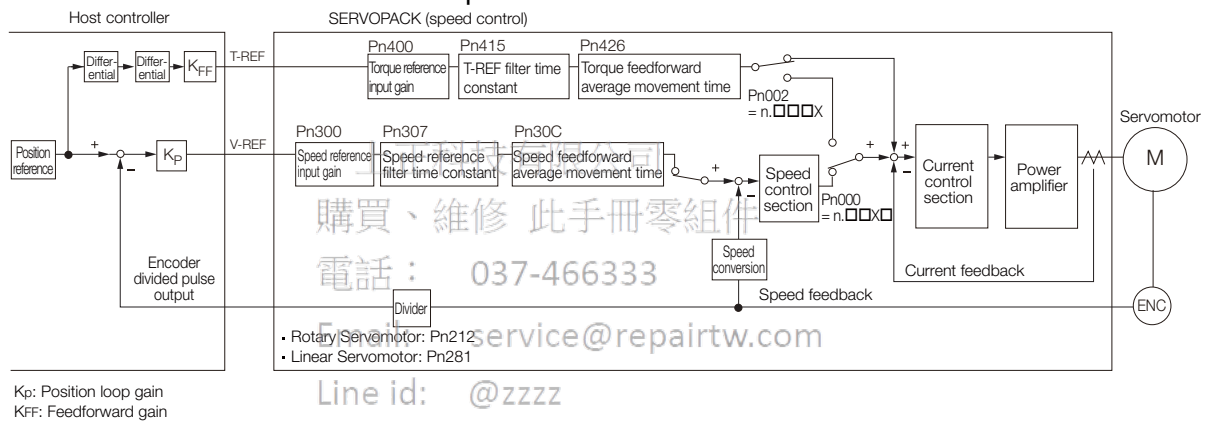 Host controller
SERVOPACK (speed control)
Differ-
ential
Differ-
ential
KFF
T-REF
Pn400
Torque reference
input gain
Pn415
T-REF filter time
constant
Pn426
Torque feedforward
average movement time
Pn002
= n.□□□X
Position
reference
+
-
KP
V-REF
Pn300
Speed reference
input gain
Pn307
Speed reference
filter time constant
Pn30C
Speed feedforward
average movement time
+
-
Speed
control
section
Pn000
= n.□□X□
+
+
-
Current
control
section
Power
amplifier
Servomotor
M
Speed
conversion
Current feedback
Encoder
divided pulse
output
Divider
Speed feedback
ENC
• Rotary Servomotor: Pn212
• Linear Servomotor: Pn281
KP: Position loop gain
KFF: Feedforward gain
購買、維修 此手冊零組件
電話： 037-466333
Email: service@repairtw.com
Line id: @zzzz